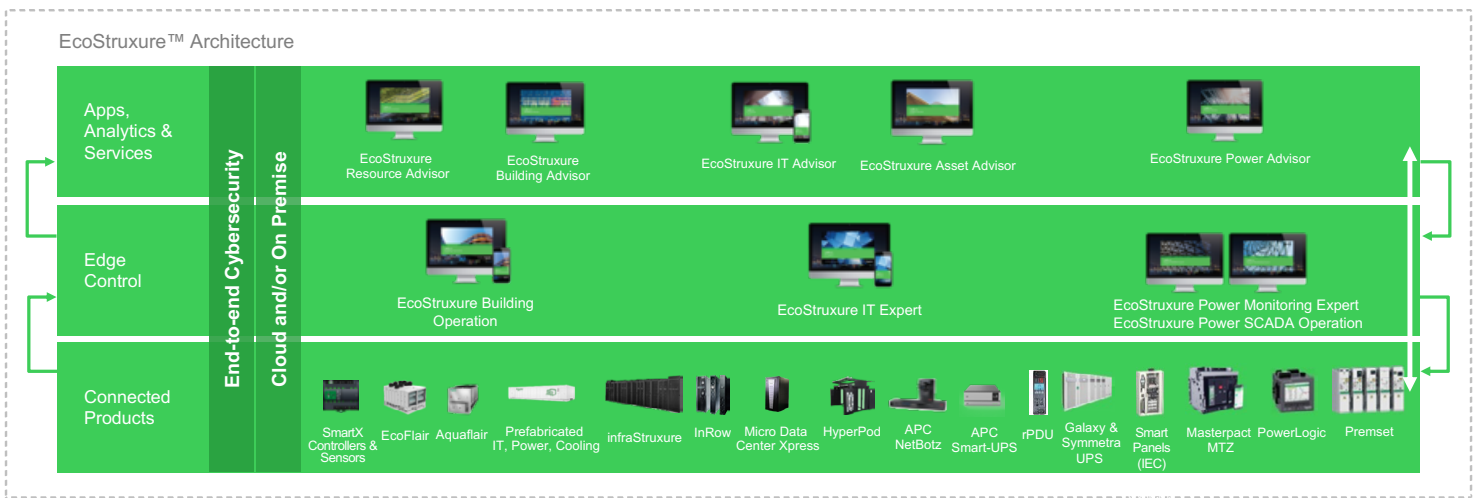 EcoStruxure™ Architecture
Apps,
Analytics &
Services
End-to-end Cybersecurity
Cloud and/or On Premise
EcoStruxure
Resource Advisor
EcoStruxure
Building Advisor
EcoStruxure IT Advisor
EcoStruxure Asset Advisor
EcoStruxure Power Advisor
Edge
Control
EcoStruxure Building
Operation
EcoStruxure IT Expert
EcoStruxure Power Monitoring Expert
EcoStruxure Power SCADA Operation
Connected
Products
SmartX
Controllers &
Sensors
EcoFlair
Aquaflair
Prefabricated
IT, Power, Cooling
infraStruxure
InRow
Micro Data
Center Xpress
HyperPod
APC
NetBotz
APC
Smart-UPS
rPDU
Galaxy &
Symmetra
UPS
Smart
Panels
(IEC)
Masterpact
MTZ
PowerLogic
Premset